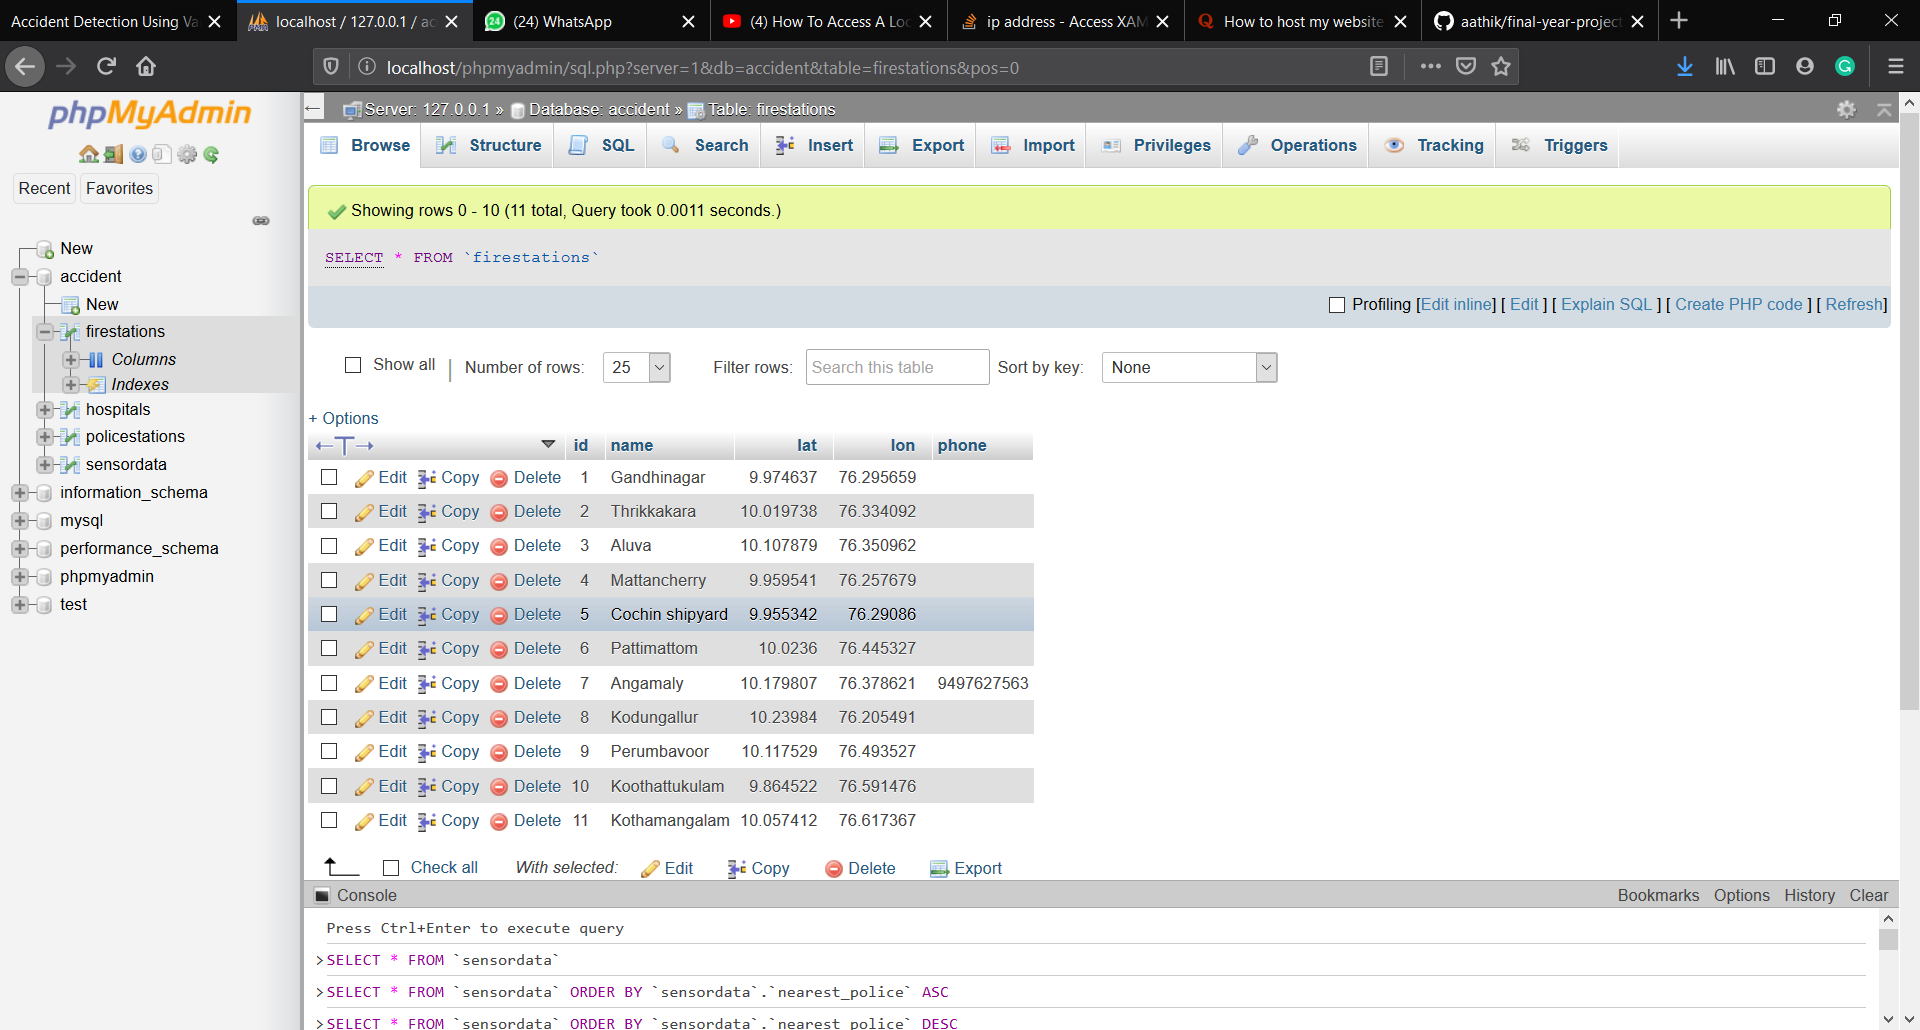 Accident Detection Using Va
localhost / 127.0.0.1 / ac
(24) WhatsApp
(4) How To Access A Loc
ip address - Access XAM
How to host my website
aathik/final-year-project
localhost/phpmyadmin/sql.php?server=1&db=accident&table=firestations&pos=0
phpMyAdmin
Recent Favorites
New
accident
New
firestations
Columns
Indexes
hospitals
policestations
sensordata
information_schema
mysql
performance_schema
phpmyadmin
test
Server: 127.0.0.1 » Database: accident » Table: firestations
Browse Structure SQL Search Insert Export Import Privileges Operations Tracking Triggers
Showing rows 0 - 10 (11 total, Query took 0.0011 seconds.)
SELECT * FROM `firestations`
Profiling [Edit inline] [ Edit ] [ Explain SQL ] [ Create PHP code ] [ Refresh]
Show all | Number of rows: 25 Filter rows: Search this table Sort by key: None
+ Options
←T→ id name lat lon phone
Edit Copy Delete 1 Gandhinagar 9.974637 76.295659
Edit Copy Delete 2 Thrikkakara 10.019738 76.334092
Edit Copy Delete 3 Aluva 10.107879 76.350962
Edit Copy Delete 4 Mattancherry 9.959541 76.257679
Edit Copy Delete 5 Cochin shipyard 9.955342 76.29086
Edit Copy Delete 6 Pattimattom 10.0236 76.445327
Edit Copy Delete 7 Angamaly 10.179807 76.378621 9497627563
Edit Copy Delete 8 Kodungallur 10.23984 76.205491
Edit Copy Delete 9 Perumbavoor 10.117529 76.493527
Edit Copy Delete 10 Koothattukulam 9.864522 76.591476
Edit Copy Delete 11 Kothamangalam 10.057412 76.617367
Check all With selected: Edit Copy Delete Export
Console Bookmarks Options History Clear
Press Ctrl+Enter to execute query
>SELECT * FROM `sensordata`
>SELECT * FROM `sensordata` ORDER BY `sensordata`.`nearest_police` ASC
>SELECT * FROM `sensordata` ORDER BY `sensordata`.`nearest_police` DESC